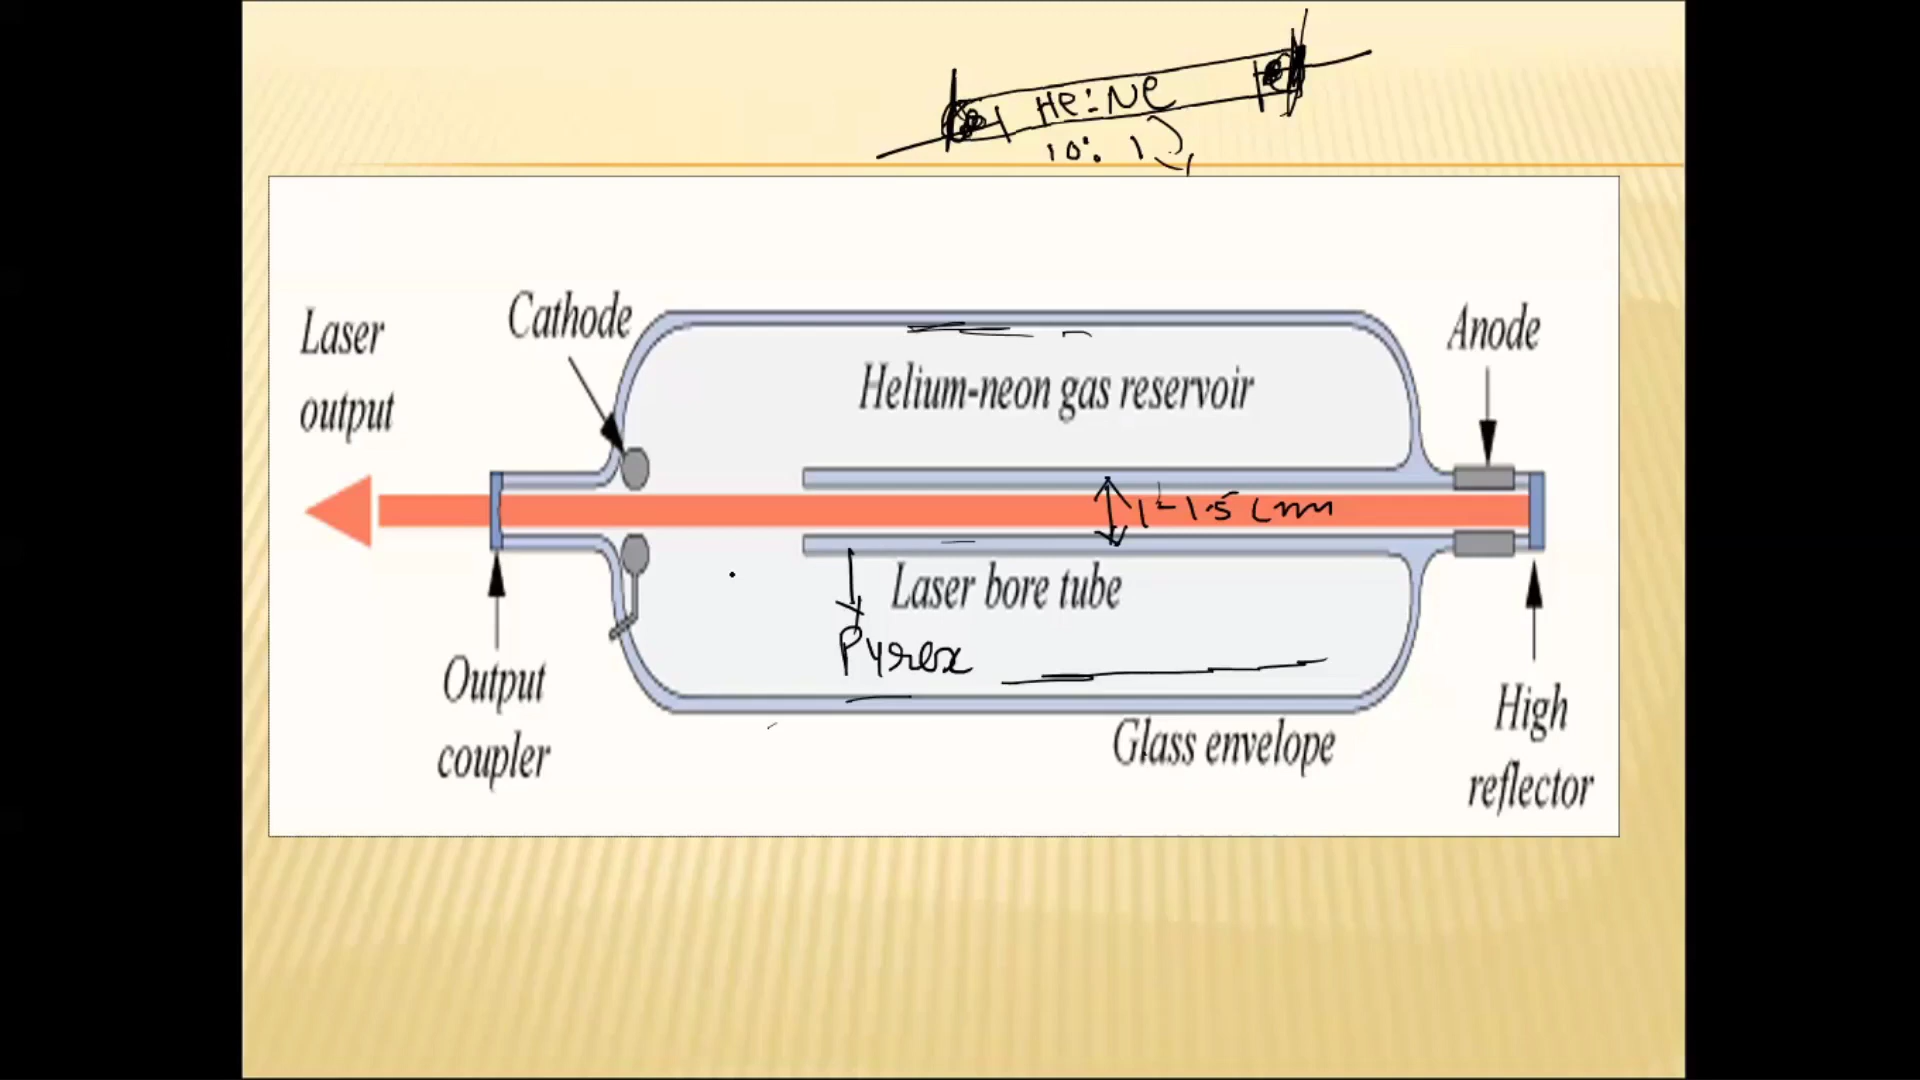 He:Ne
10:1
Laser
output
Cathode
Anode
Helium-neon gas reservoir
1-1.5 cm
Laser bore tube
Pyrex
Output
coupler
Glass envelope
High
reflector